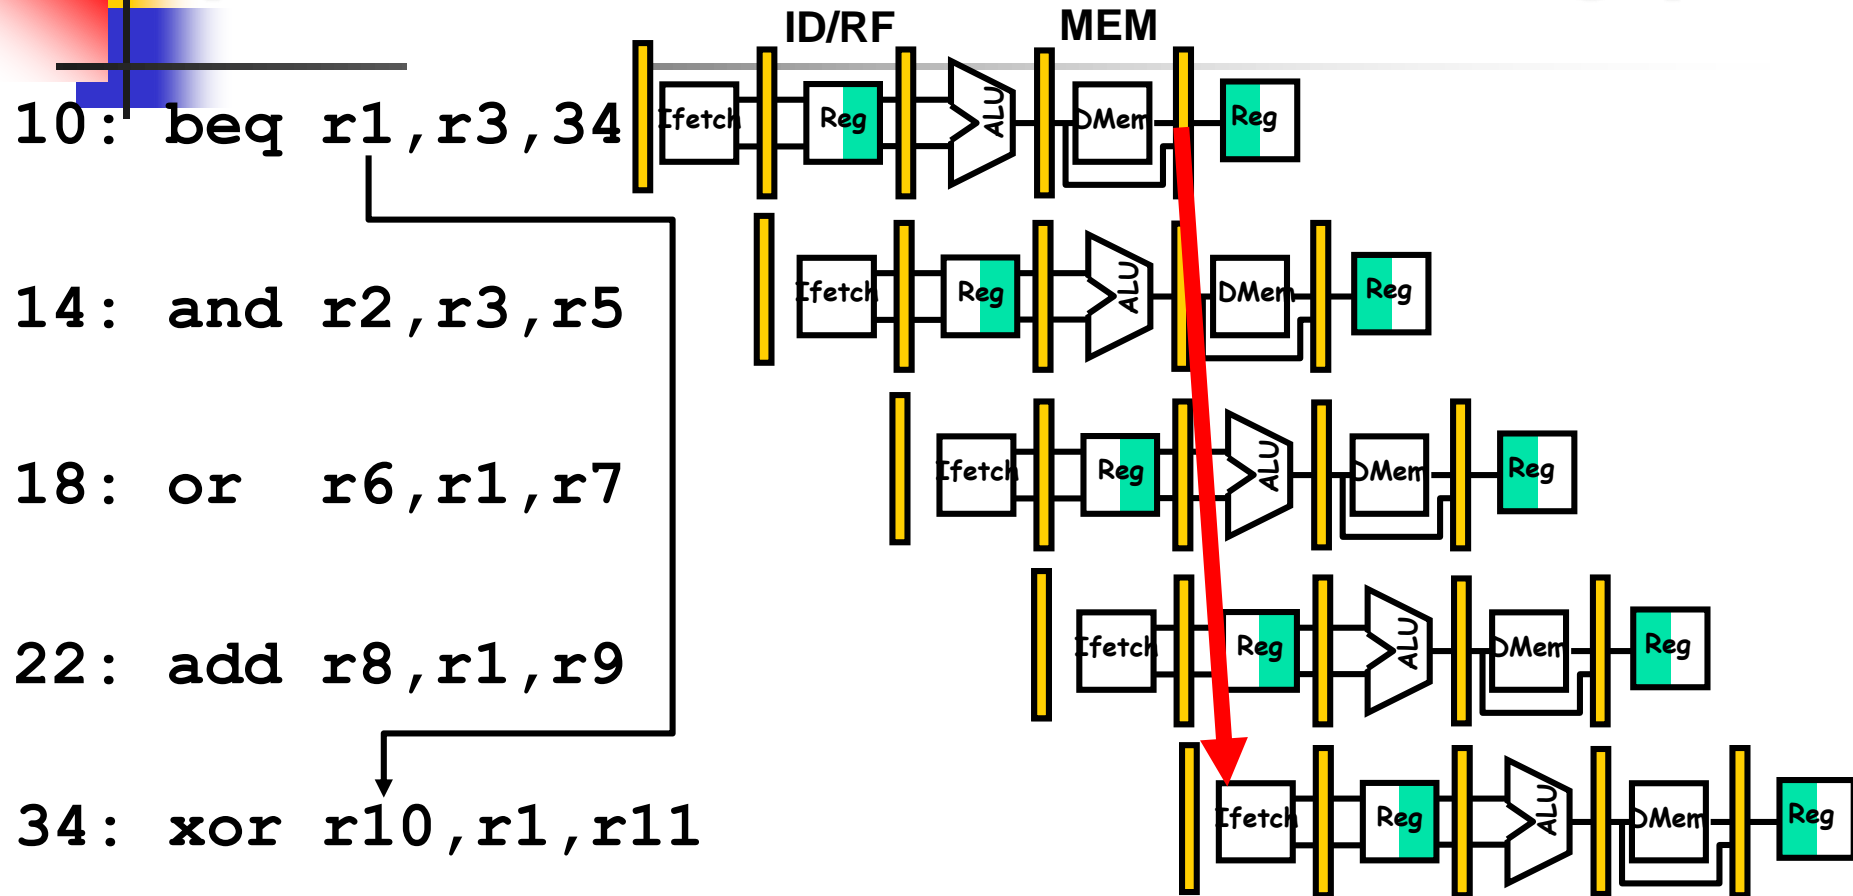 ID/RF MEM
10: beq r1,r3,34 Ifetch Reg ALU DMem Reg
14: and r2,r3,r5 Ifetch Reg ALU DMem Reg
18: or r6,r1,r7 Ifetch Reg ALU DMem Reg
22: add r8,r1,r9 Ifetch Reg ALU DMem Reg
34: xor r10,r1,r11 Ifetch Reg ALU DMem Reg